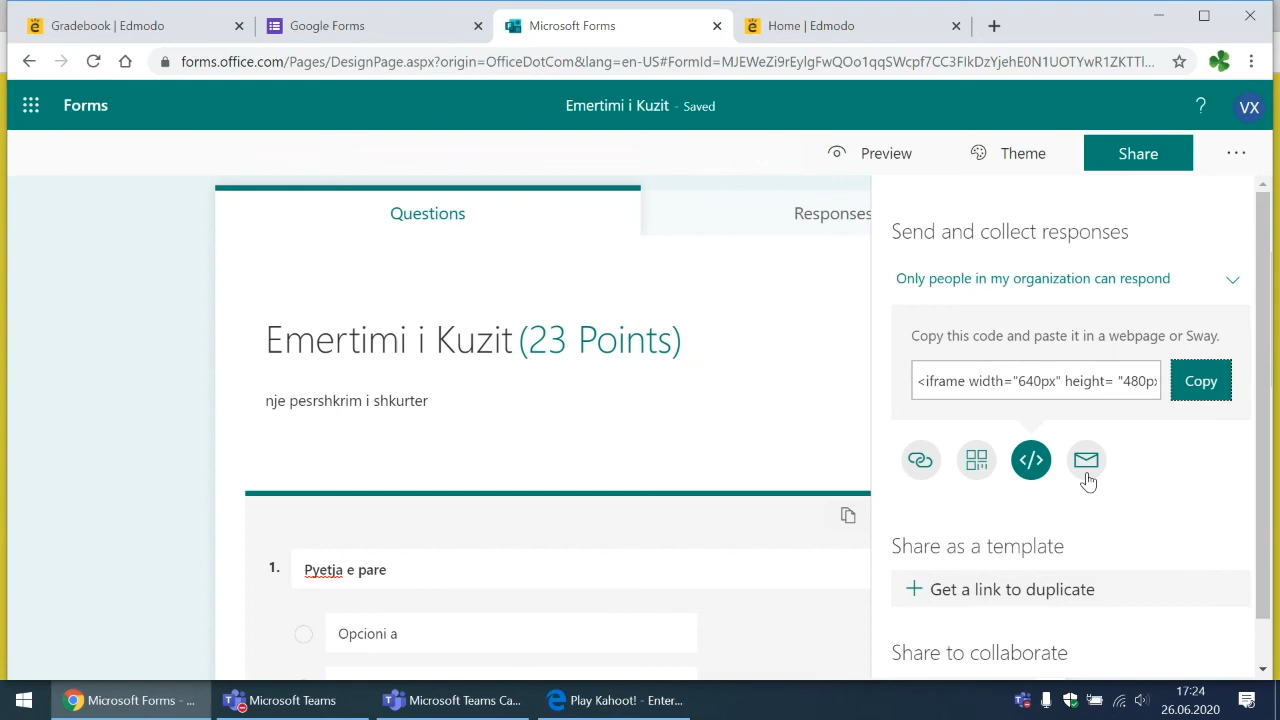 Gradebook | Edmodo
Google Forms
Microsoft Forms
Home | Edmodo
forms.office.com/Pages/DesignPage.aspx?origin=OfficeDotCom&lang=en-US#FormId=MJEWeZi9rEylgFwQOo1qqSWcpf7CC3FIkDzYjehE0N1UOTYwR1ZKTTl...
Forms
Emertimi i Kuzit - Saved
?
VX
Preview
Theme
Share
...
Questions
Responses
Send and collect responses
Only people in my organization can respond
Emertimi i Kuzit (23 Points)
Copy this code and paste it in a webpage or Sway.
<iframe width="640px" height= "480px
Copy
nje pesrshkrim i shkurter
</>
1. Pyetja e pare
Opcioni a
Share as a template
+ Get a link to duplicate
Share to collaborate
Microsoft Forms - ...
Microsoft Teams
Microsoft Teams Ca...
Play Kahoot! - Enter...
17:24
26.06.2020